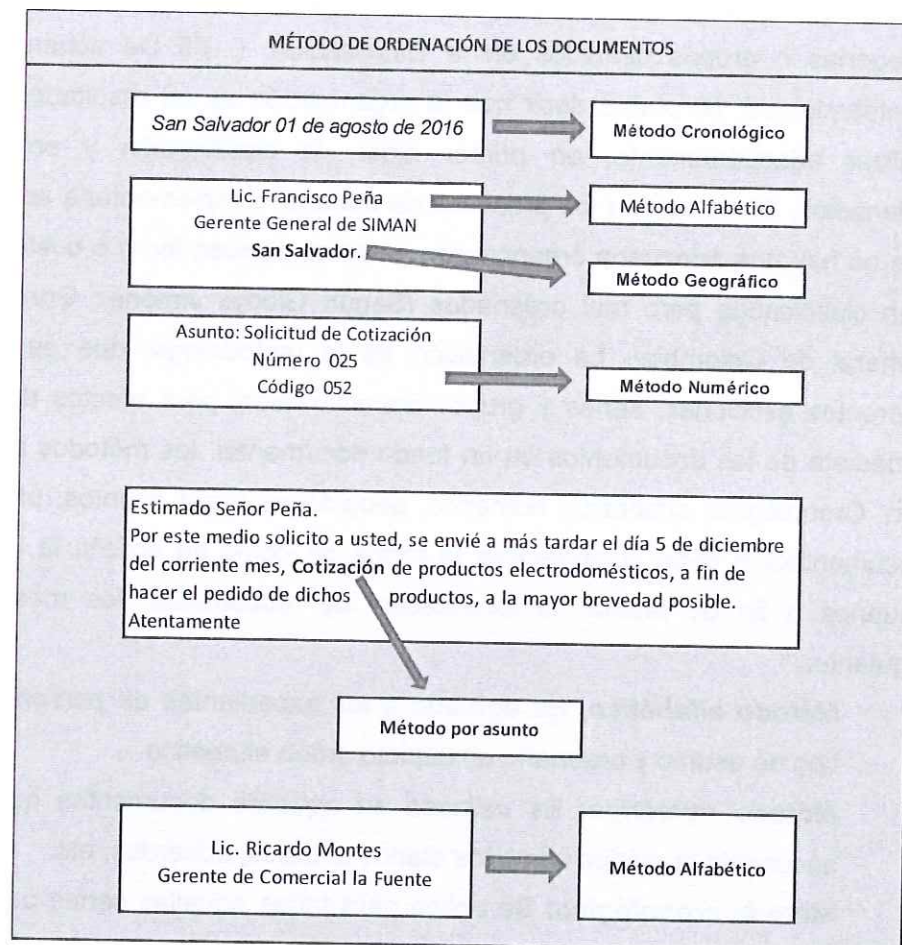 MÉTODO DE ORDENACIÓN DE LOS DOCUMENTOS
San Salvador 01 de agosto de 2016
Método Cronológico
Lic. Francisco Peña
Gerente General de SIMAN
San Salvador.
Método Alfabético
Método Geográfico
Asunto: Solicitud de Cotización
Número 025
Código 052
Método Numérico
Estimado Señor Peña.
Por este medio solicito a usted, se envié a más tardar el día 5 de diciembre
del corriente mes, Cotización de productos electrodomésticos, a fin de
hacer el pedido de dichos productos, a la mayor brevedad posible.
Atentamente
Método por asunto
Lic. Ricardo Montes
Gerente de Comercial la Fuente
Método Alfabético